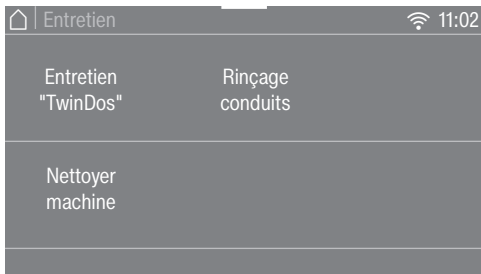 Entretien 11:02
Entretien
"TwinDos"
Rinçage
conduits
Nettoyer
machine